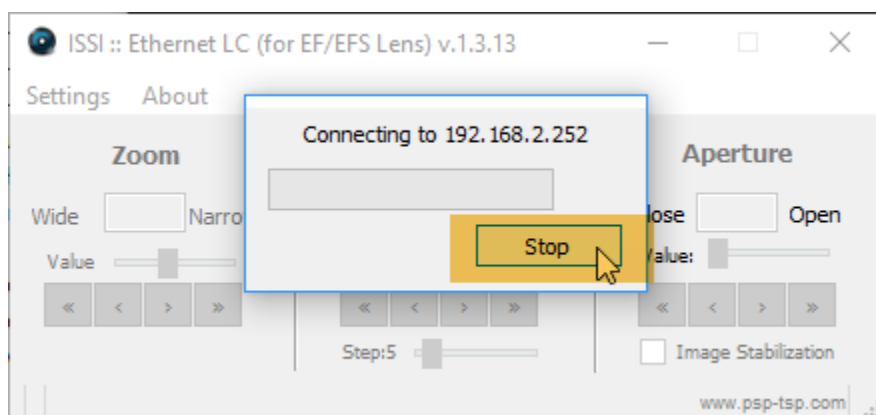 ISSI :: Ethernet LC (for EF/EFS Lens) v.1.3.13
Settings About
Connecting to 192.168.2.252
Stop
Zoom
Wide Narro
Value
« < > »
« < > »
Step:5
Aperture
lose Open
Value:
« < > »
Image Stabilization
www.psp-tsp.com